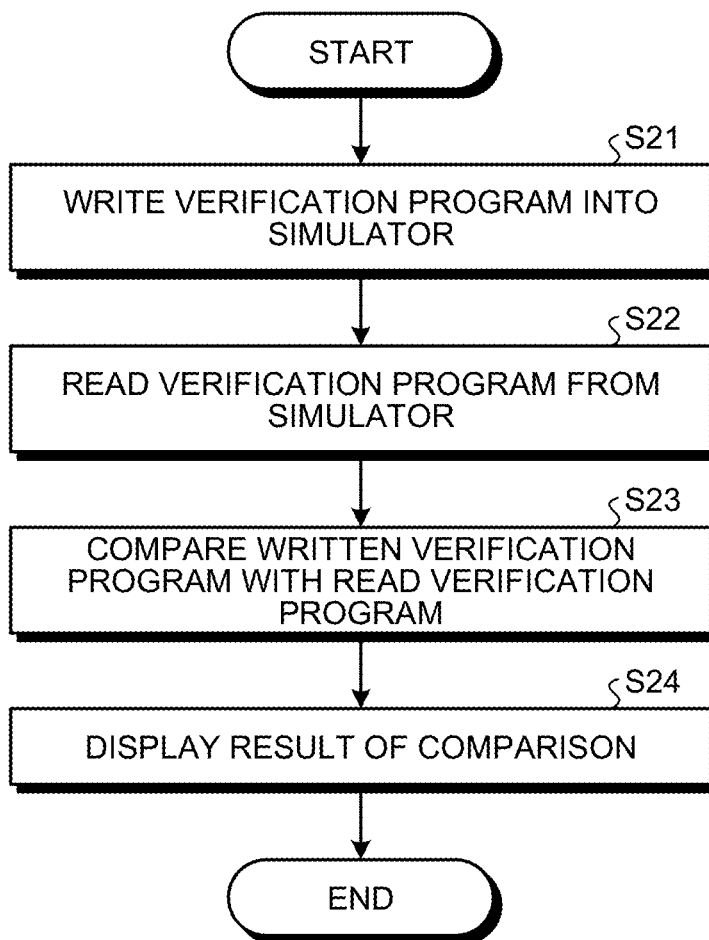 START
S21
WRITE VERIFICATION PROGRAM INTO
SIMULATOR
S22
READ VERIFICATION PROGRAM FROM
SIMULATOR
S23
COMPARE WRITTEN VERIFICATION
PROGRAM WITH READ VERIFICATION
PROGRAM
S24
DISPLAY RESULT OF COMPARISON
END